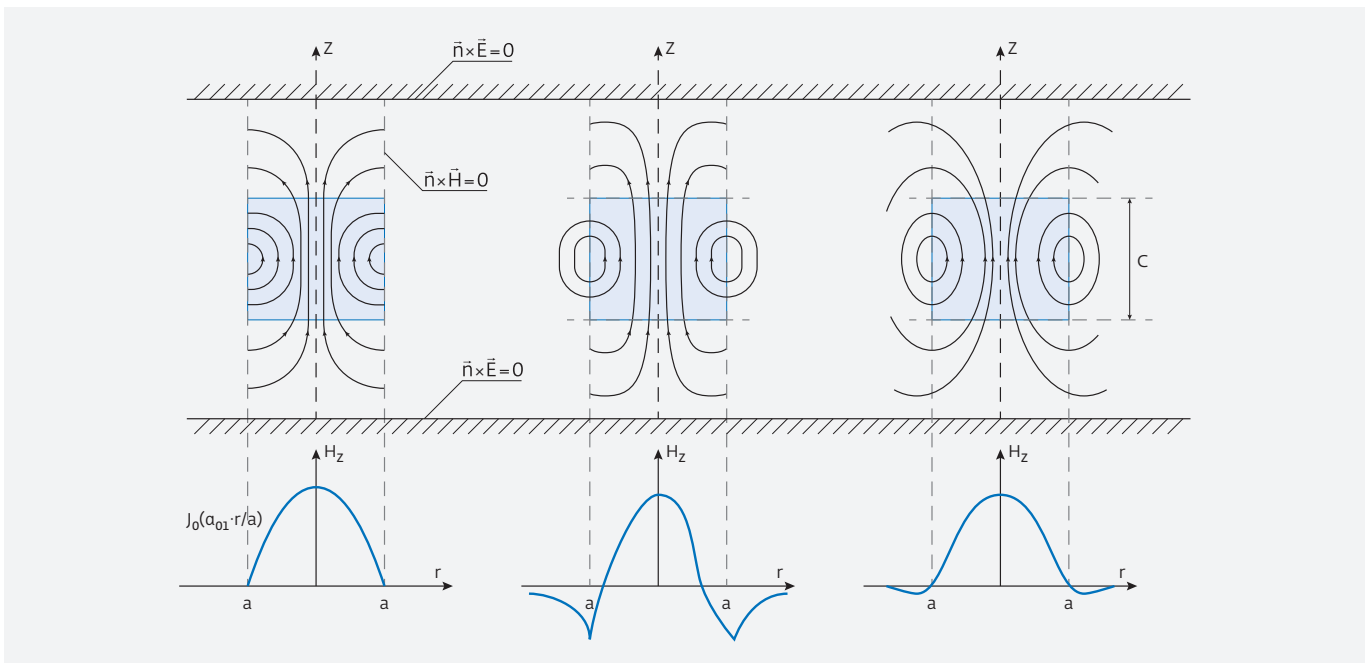 Z Z Z
n⃗×E⃗=0
n⃗×H⃗=0
C
n⃗×E⃗=0
Hz Hz Hz
J₀(α₀₁·r/a)
r r r
a a a a a a